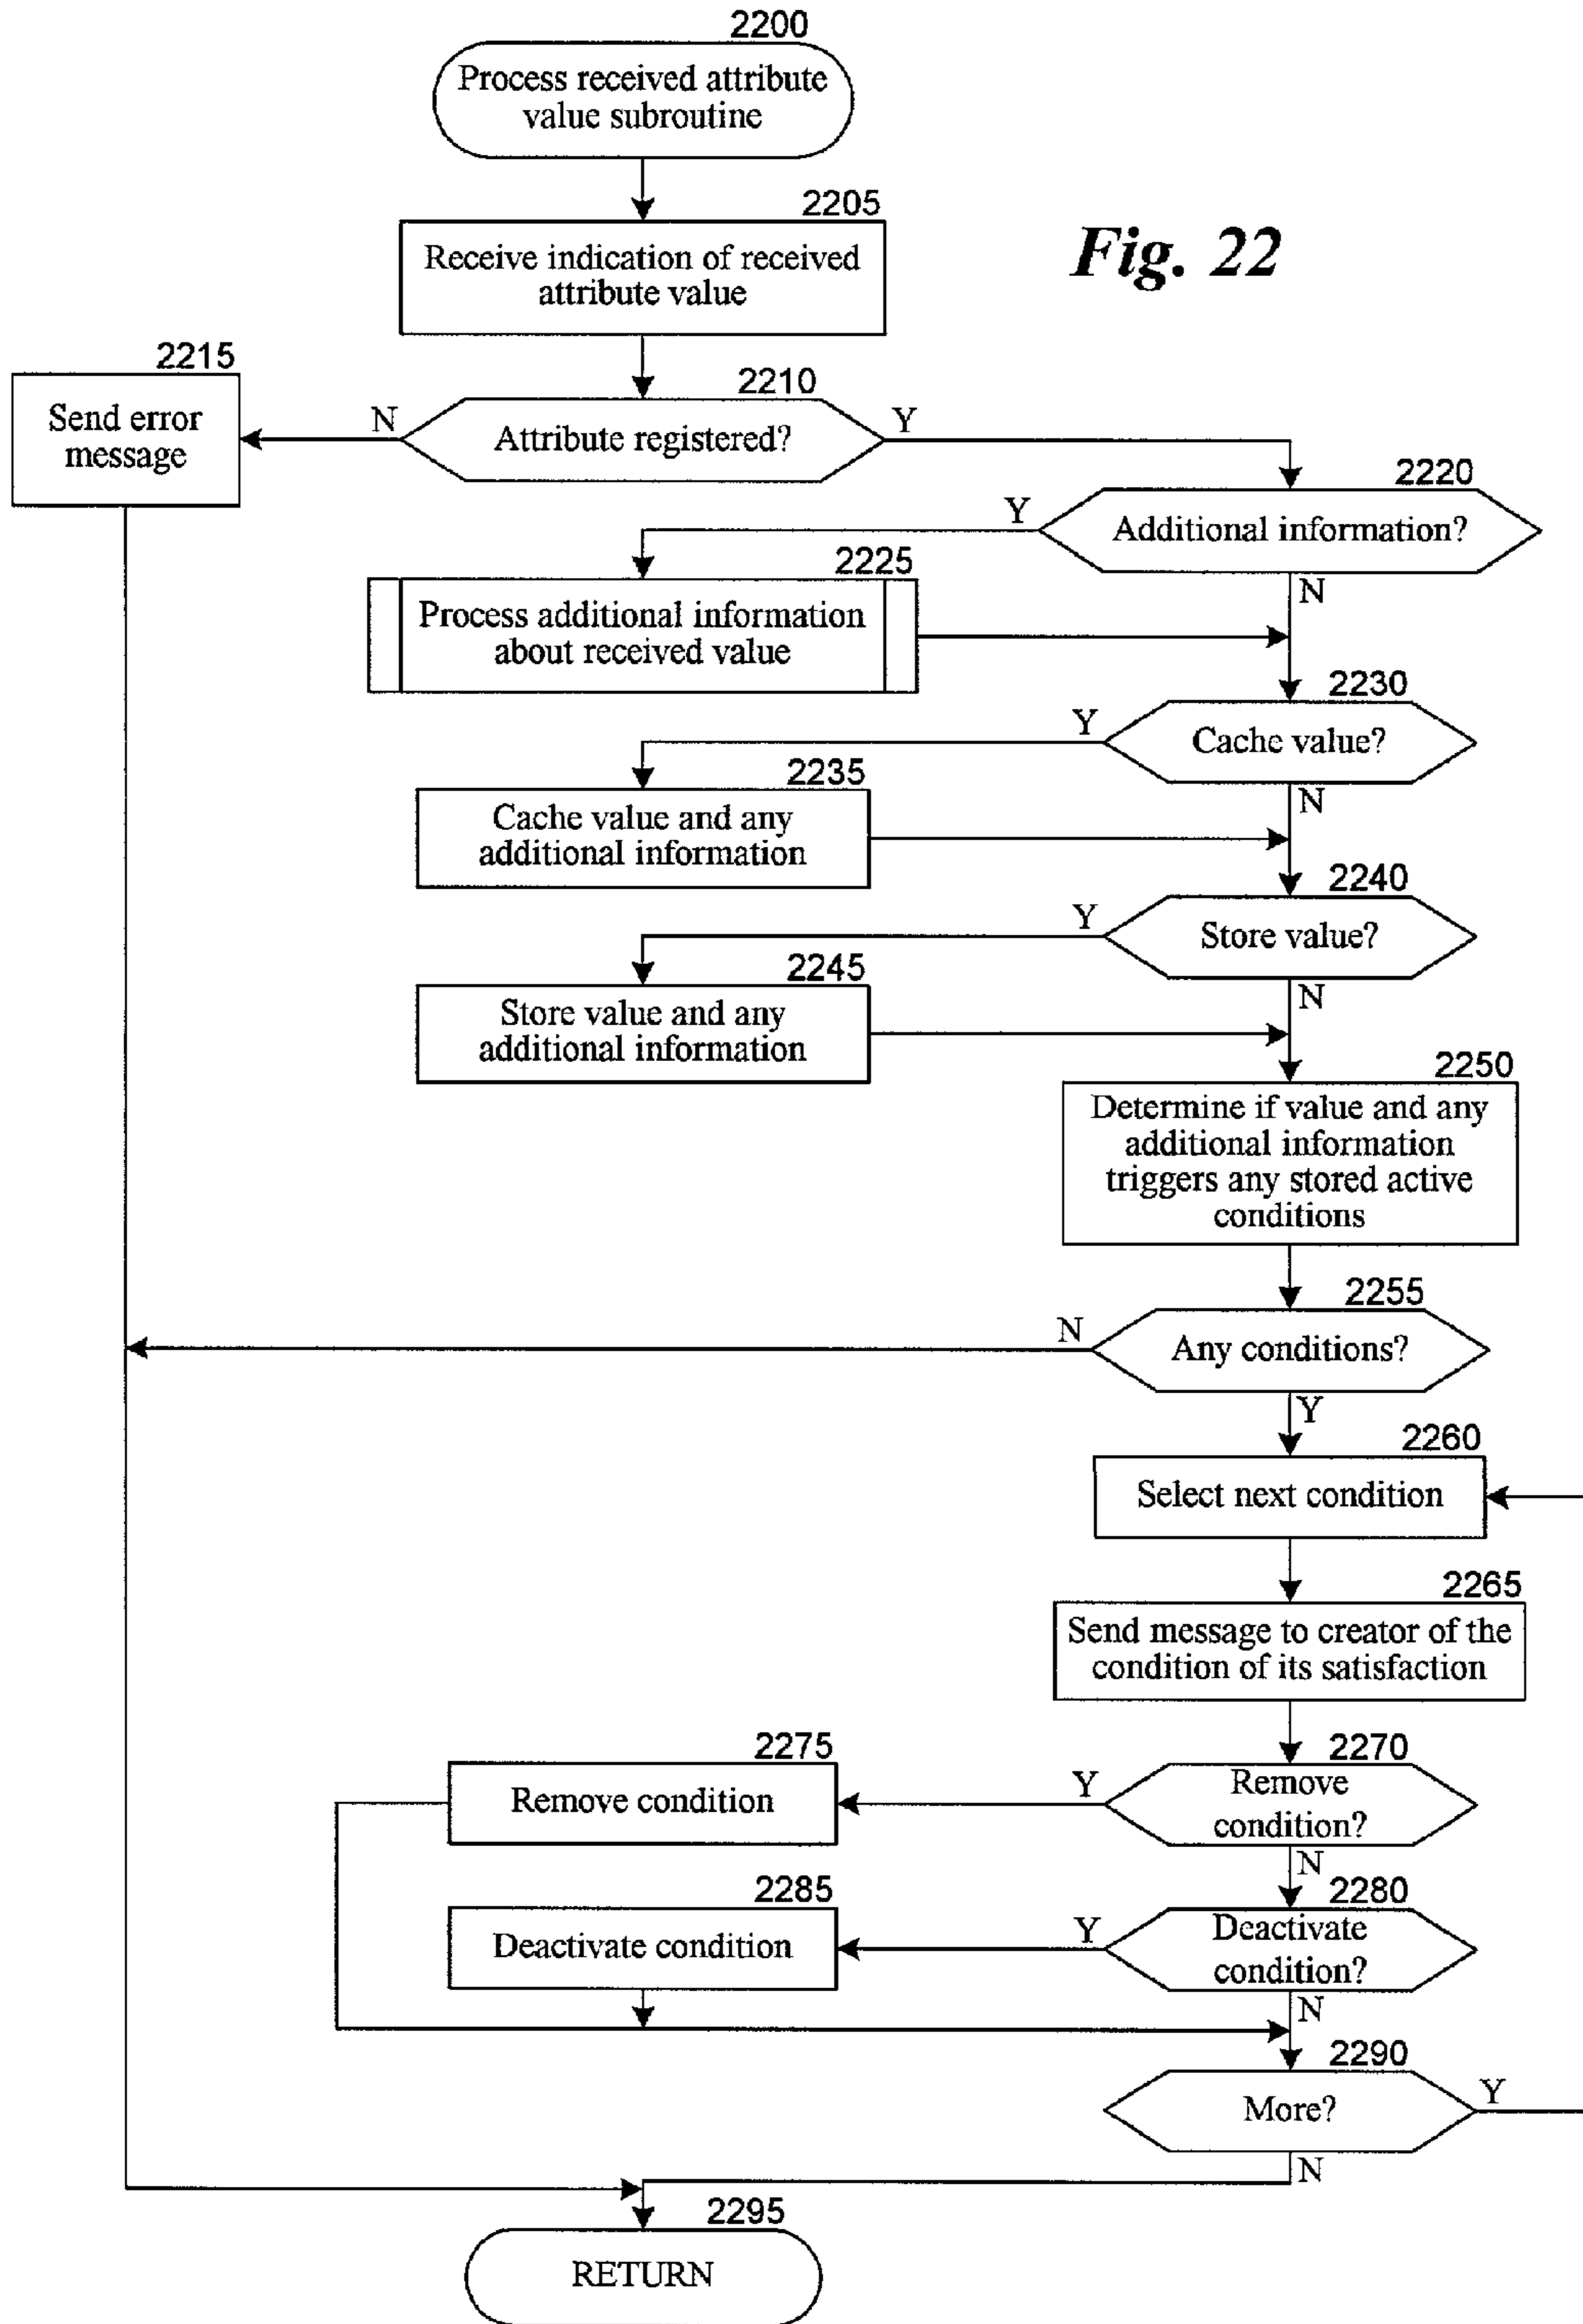 2200
Process received attribute
value subroutine
2205
Receive indication of received
attribute value
Fig. 22
2215
Send error
message
N
2210
Attribute registered?
Y
2220
Additional information?
Y
N
2225
Process additional information
about received value
2230
Cache value?
Y
N
2235
Cache value and any
additional information
2240
Store value?
Y
N
2245
Store value and any
additional information
2250
Determine if value and any
additional information
triggers any stored active
conditions
2255
Any conditions?
N
Y
2260
Select next condition
2265
Send message to creator of the
condition of its satisfaction
2270
Remove
condition?
Y
N
2275
Remove condition
2280
Deactivate
condition?
Y
N
2285
Deactivate condition
2290
More?
Y
N
2295
RETURN